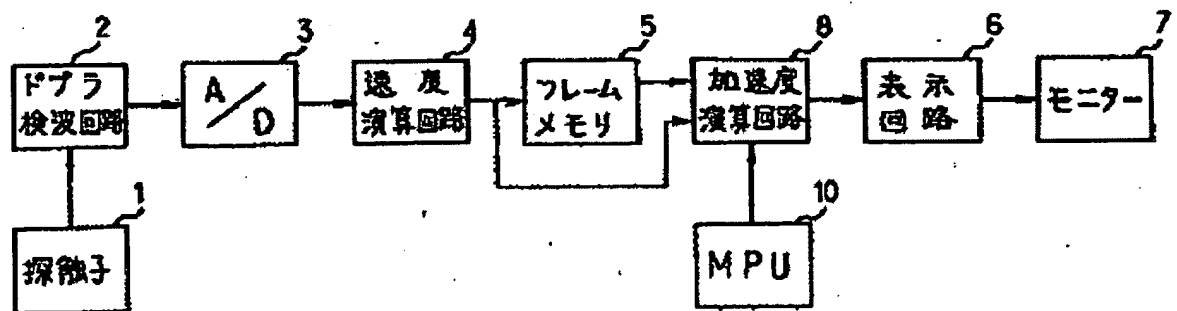 2
ドプラ
検波回路
3
A/D
4
速度
演算回路
5
フレーム
メモリ
8
加速度
演算回路
6
表示
回路
7
モニター
1
探触子
10
MPU